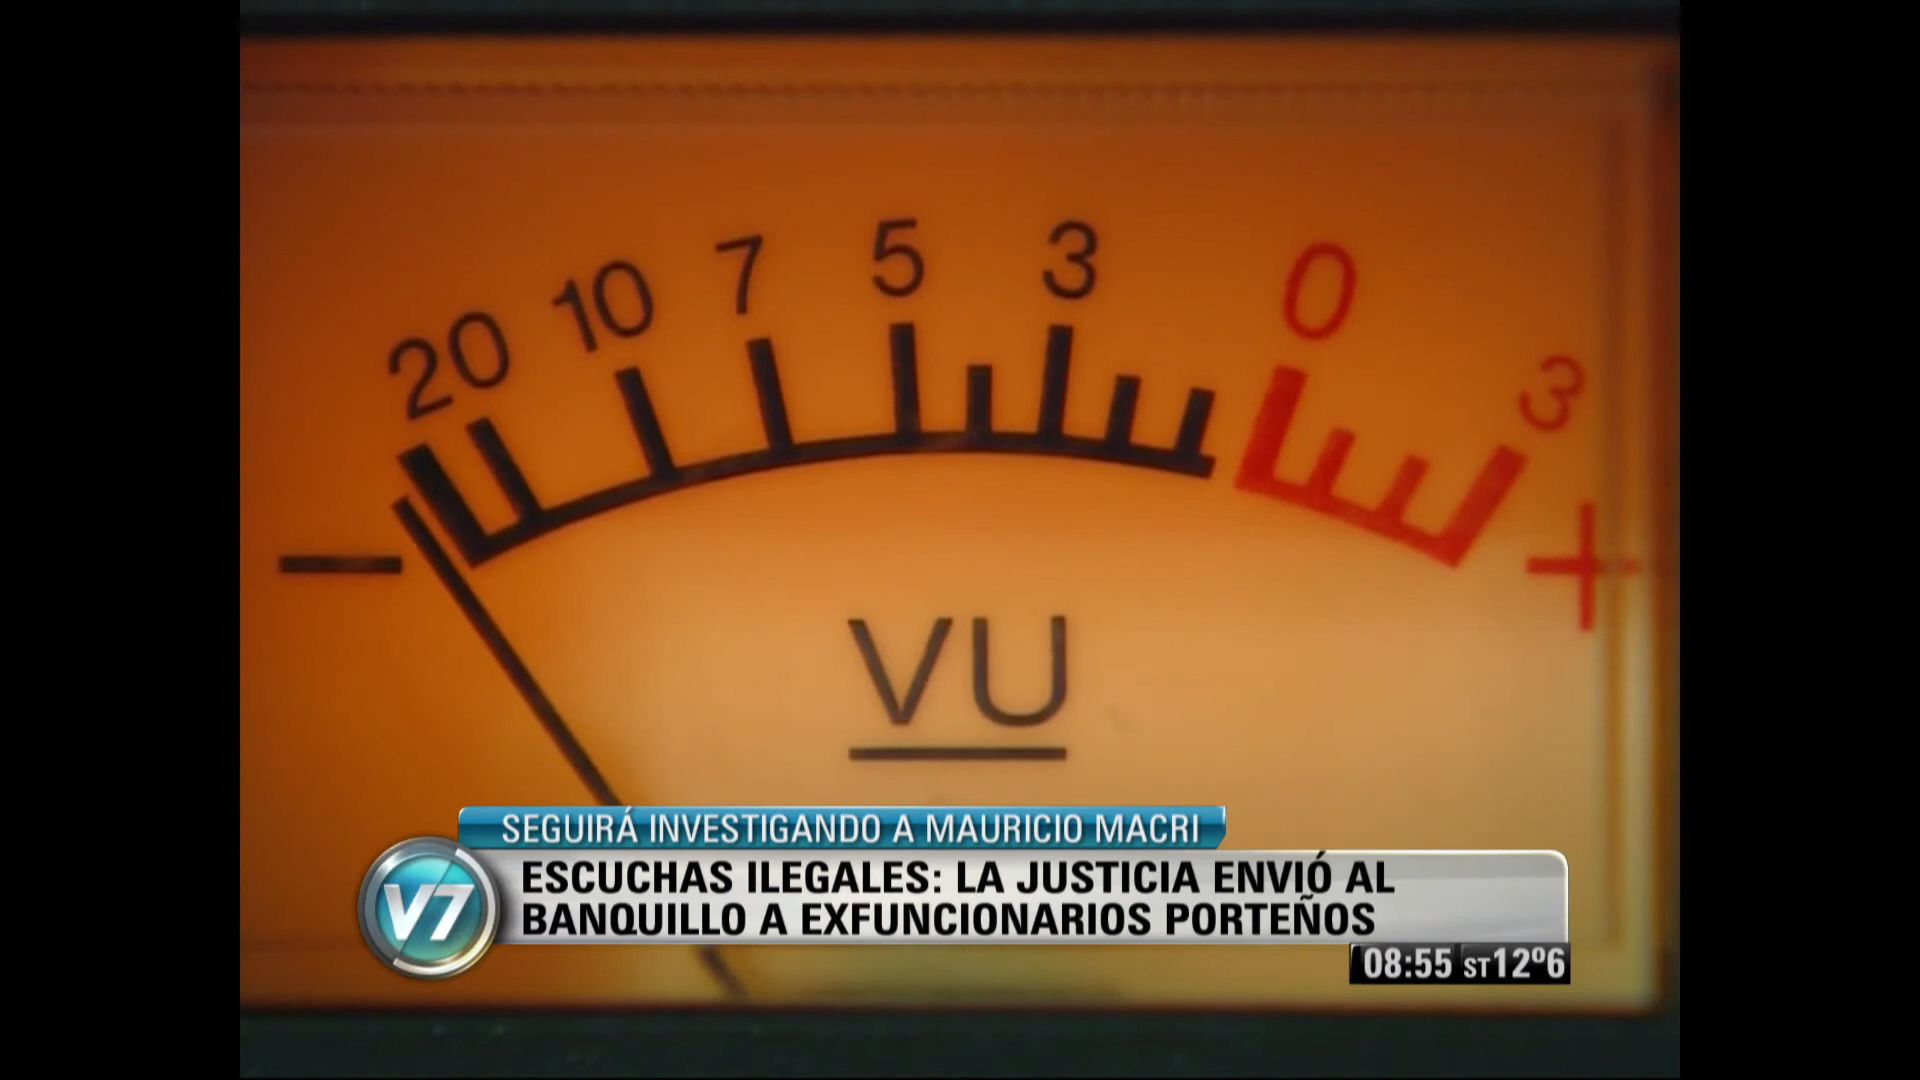 20 10 7 5 3 0 3
− +
VU
SEGUIRÁ INVESTIGANDO A MAURICIO MACRI
ESCUCHAS ILEGALES: LA JUSTICIA ENVIÓ AL
BANQUILLO A EXFUNCIONARIOS PORTEÑOS
V7
08:55 ST 12º6